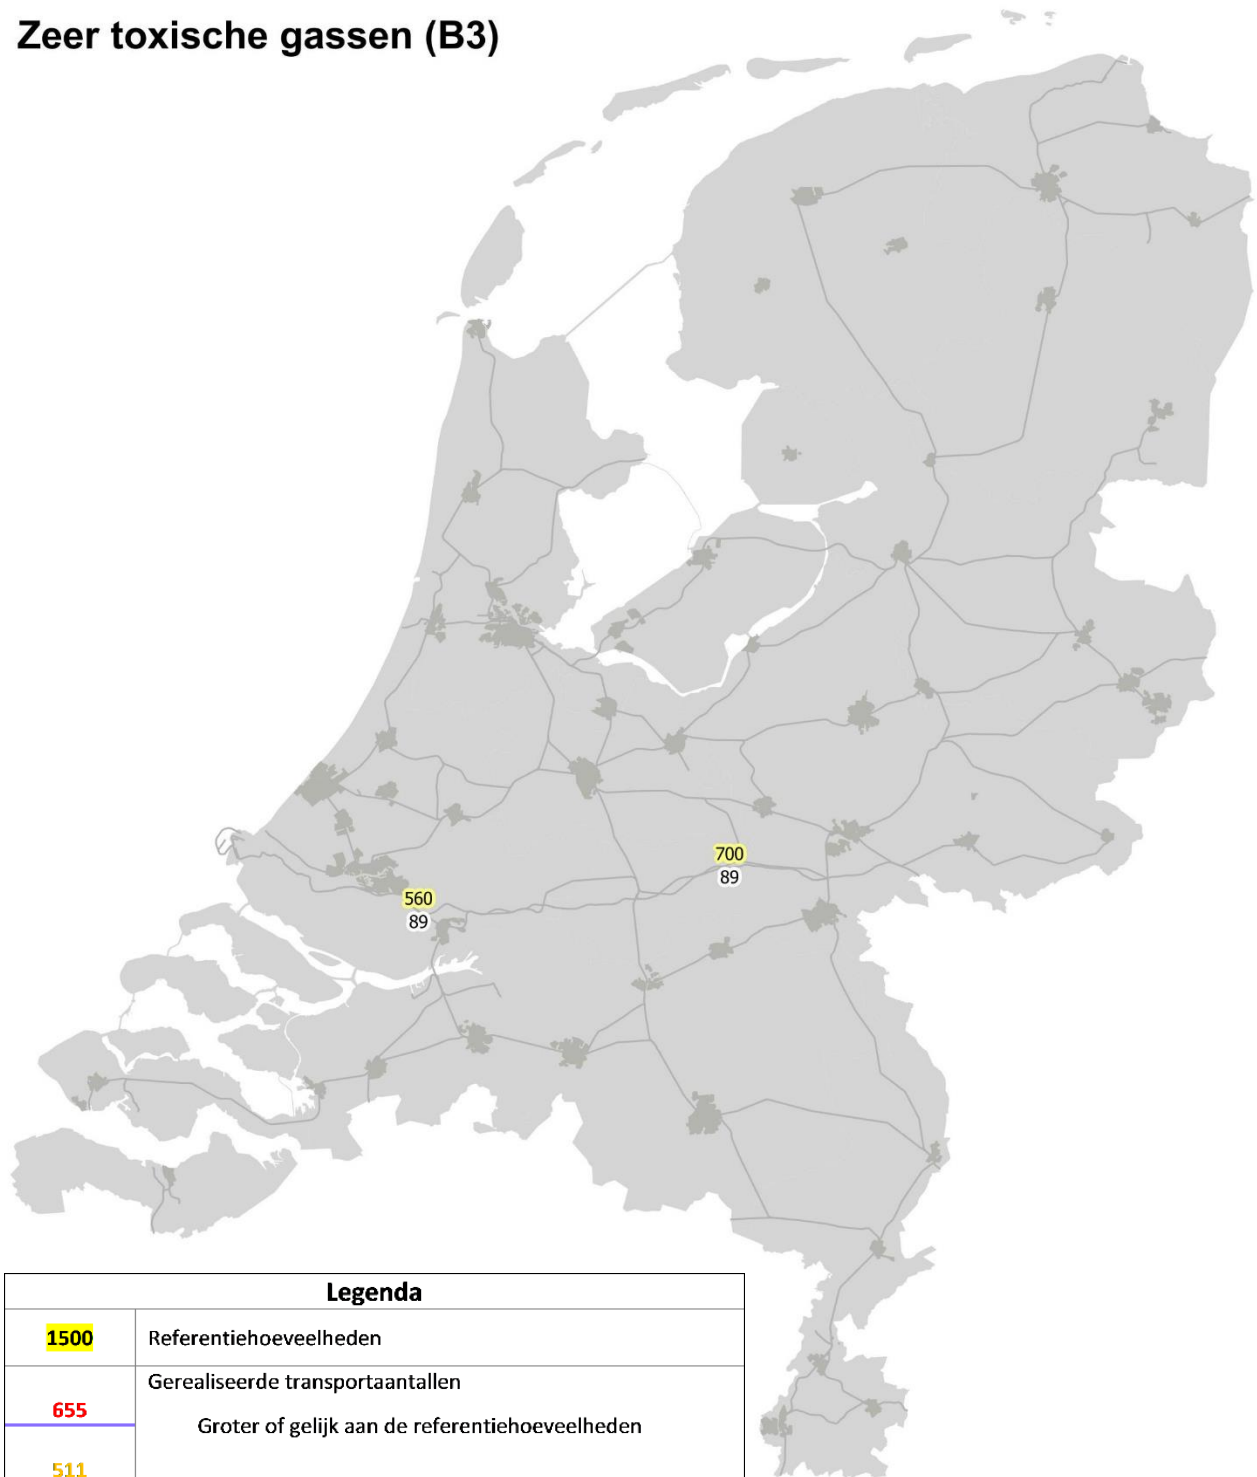 Zeer toxische gassen (B3)
700
89
560
89
Legenda
1500 Referentiehoeveelheden
Gerealiseerde transportaantallen
655
Groter of gelijk aan de referentiehoeveelheden
511